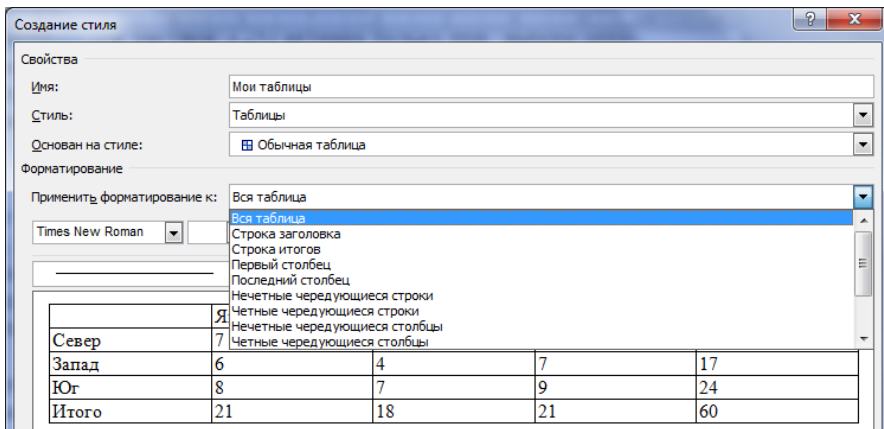 Создание стиля
Свойства
Имя: Мои таблицы
Стиль: Таблицы
Основан на стиле: Обычная таблица
Форматирование
Применить форматирование к: Вся таблица
Вся таблица
Times New Roman
Строка заголовка
Строка итогов
Первый столбец
Последний столбец
Нечетные чередующиеся строки
Четные чередующиеся строки
Нечетные чередующиеся столбцы
Четные чередующиеся столбцы
Север 7
Запад 6 4 7 17
Юг 8 7 9 24
Итого 21 18 21 60